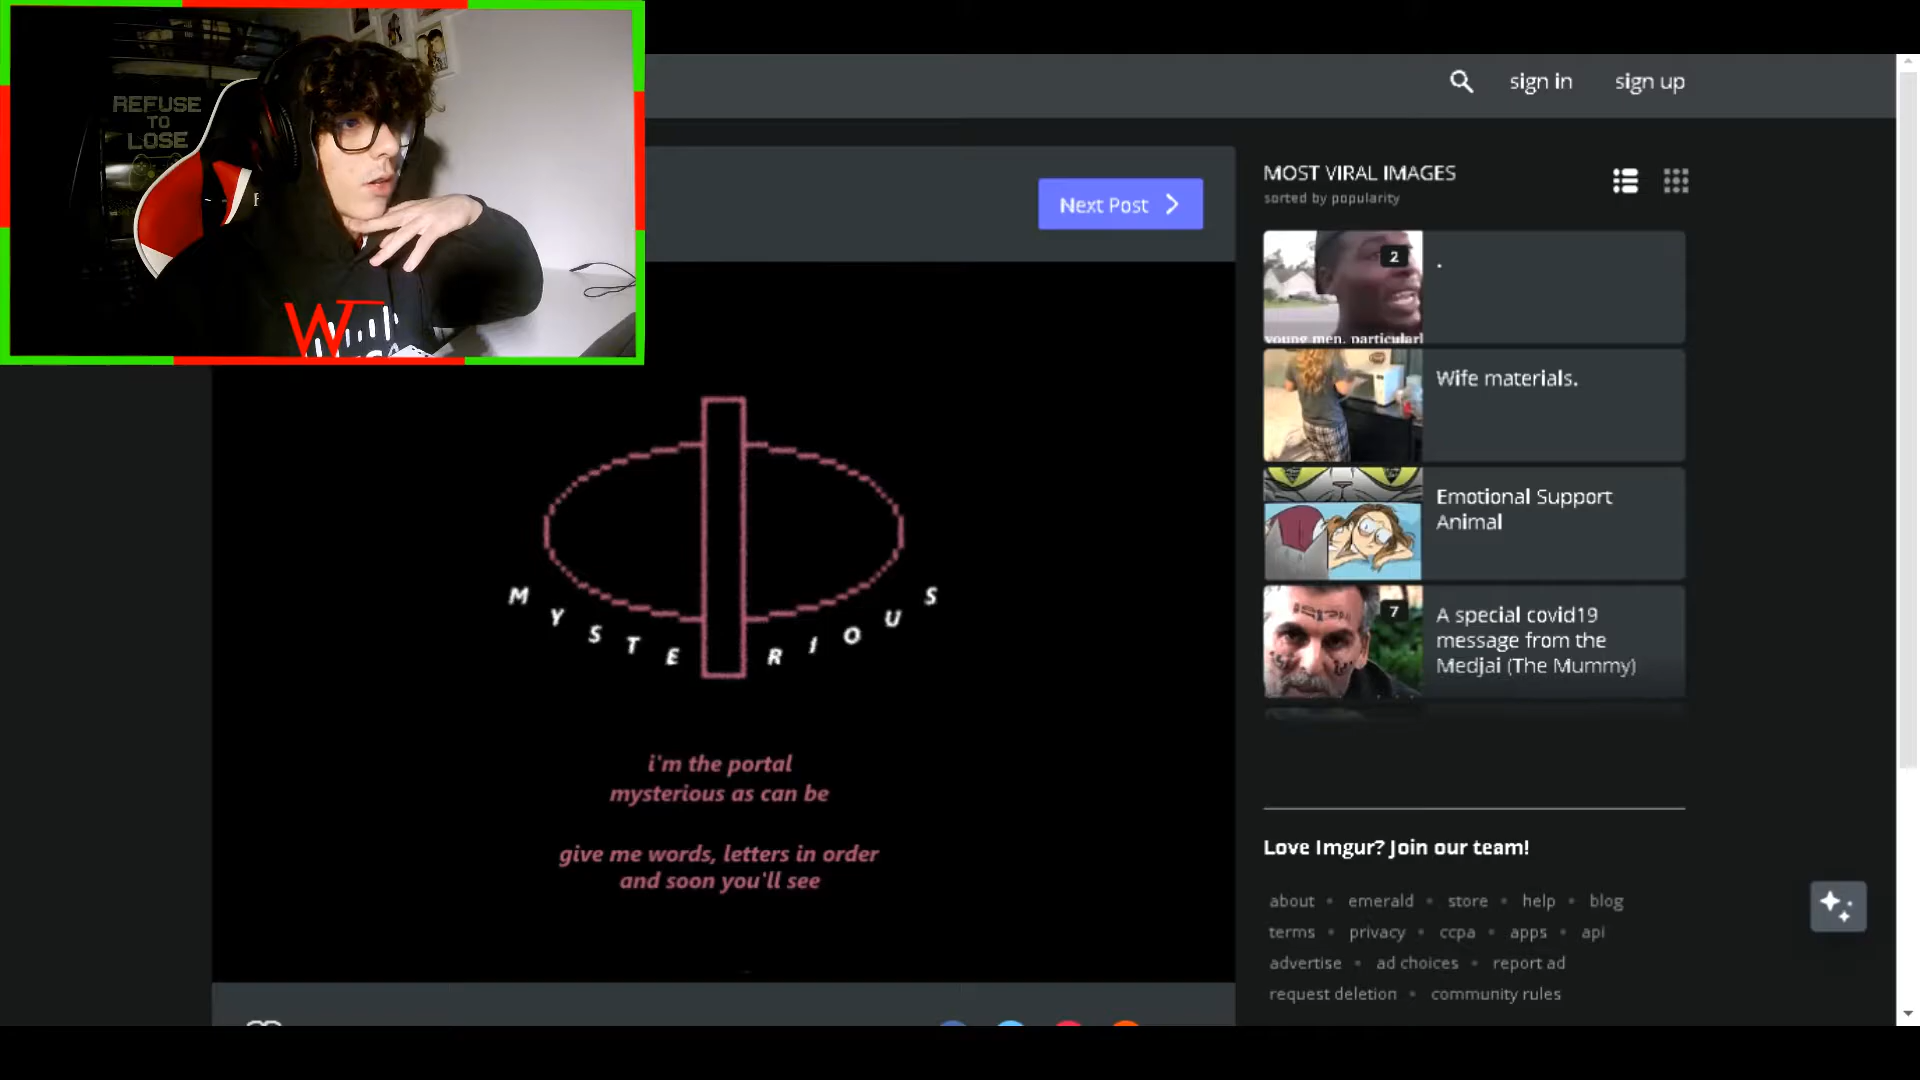 REFUSE
TO
LOSE
W
sign in
sign up
Next Post
MOST VIRAL IMAGES
sorted by popularity
2
.
young men, particularl
Wife materials.
Emotional Support
Animal
7
A special covid19
message from the
Medjai (The Mummy)
MYSTERIOUS
i'm the portal
mysterious as can be
give me words, letters in order
and soon you'll see
Love Imgur? Join our team!
about • emerald • store • help • blog
terms • privacy • ccpa • apps • api
advertise • ad choices • report ad
request deletion • community rules